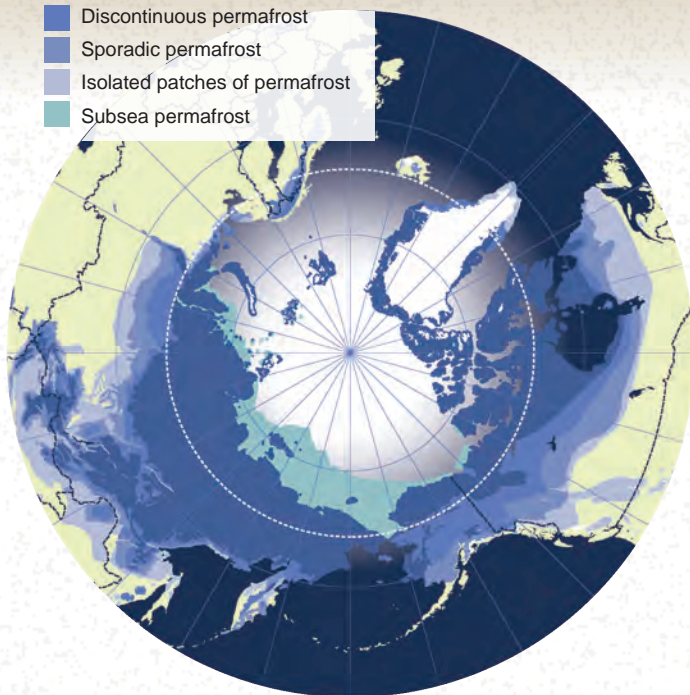 Discontinuous permafrost
Sporadic permafrost
Isolated patches of permafrost
Subsea permafrost